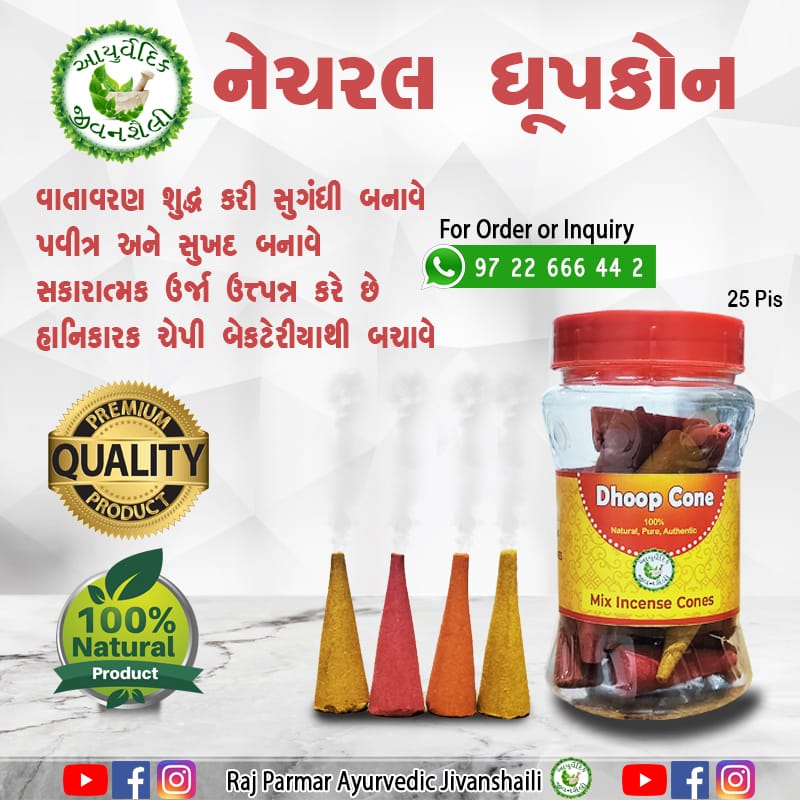 આયુર્વેદિક
જીવનશૈલી
નેચરલ ધૂપકોન
વાતાવરણ શુદ્ધ કરી સુગંધી બનાવે
પવીત્ર અને સુખદ બનાવે
સકારાત્મક ઉર્જા ઉત્ત્પન્ન કરે છે
હાનિકારક ચેપી બેકટેરીયાથી બચાવે
For Order or Inquiry
97 22 666 44 2
25 Pis
PREMIUM
QUALITY
PRODUCT
100%
Natural
Product
Dhoop Cone
100%
Natural, Pure, Authentic
આયુર્વેદિક
જીવનશૈલી
Mix Incense Cones
Raj Parmar Ayurvedic Jivanshaili